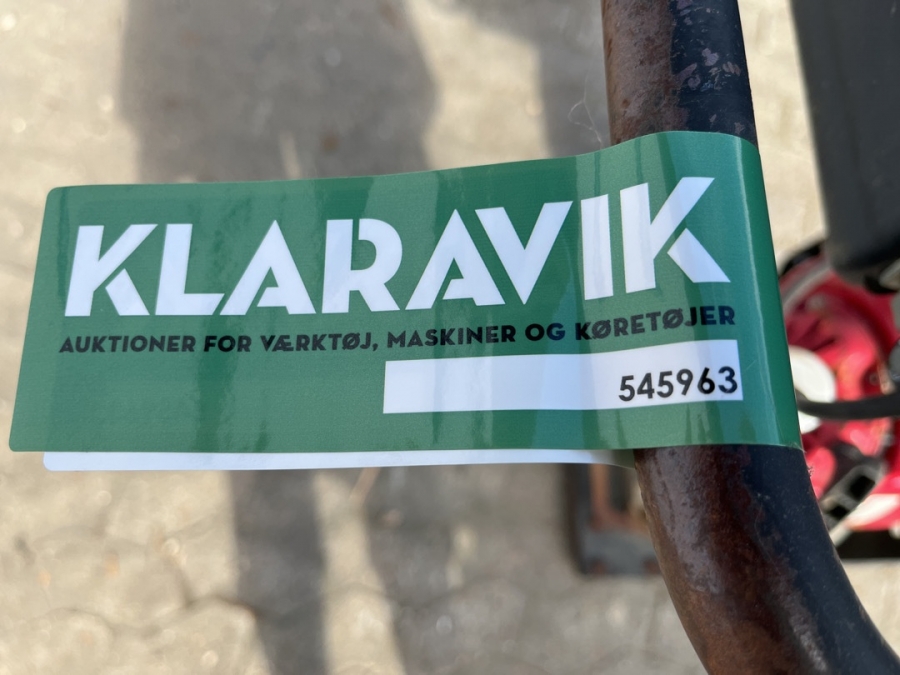 KLARAVIK
AUKTIONER FOR VÆRKTØJ, MASKINER OG KØRETØJER
545963